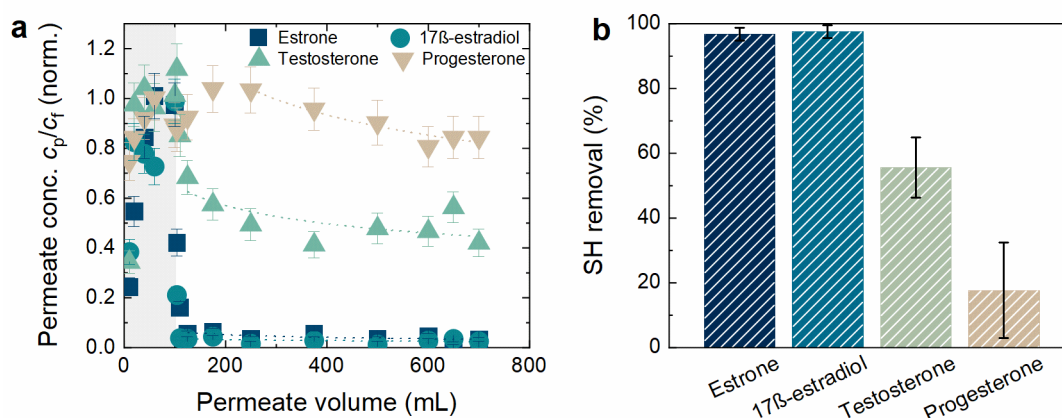 a
Estrone 17ß-estradiol
Testosterone Progesterone
Permeate conc. cp/cf (norm.)
1.2
1.0
0.8
0.6
0.4
0.2
0.0
0 200 400 600 800
Permeate volume (mL)
b
SH removal (%)
100
80
60
40
20
0
Estrone
17ß-estradiol
Testosterone
Progesterone